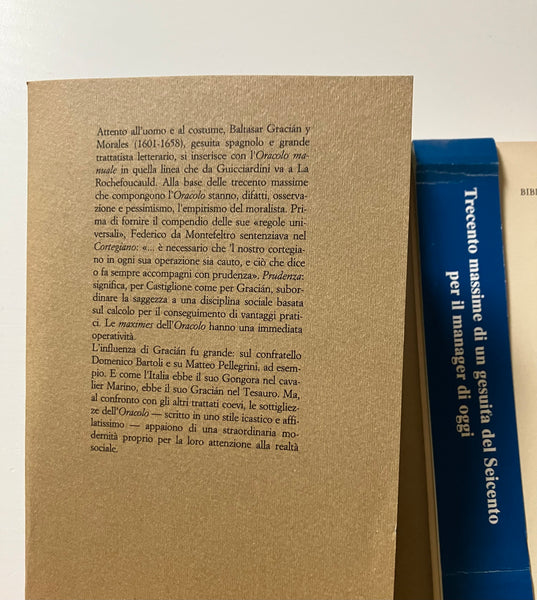 Attento all'uomo e al costume, Baltasar Gracián y
Morales (1601-1658), gesuita spagnolo e grande
trattatista letterario, si inserisce con l'Oracolo ma-
nuale in quella linea che da Guicciardini va a La
Rochefoucauld. Alla base delle trecento massime
che compongono l'Oracolo stanno, difatti, osserva-
zione e pessimismo, l'empirismo del moralista. Pri-
ma di fornire il compendio delle sue «regole uni-
versali», Federico da Montefeltro sentenziava nel
Cortegiano: «... è necessario che 'l nostro cortegia-
no in ogni sua operazione sia cauto, e ciò che dice
o fa sempre accompagni con prudenza». Prudenza:
significa, per Castiglione come per Gracián, subor-
dinare la saggezza a una disciplina sociale basata
sul calcolo per il conseguimento di vantaggi prati-
ci. Le maximes dell'Oracolo hanno una immediata
operatività.
L'influenza di Gracián fu grande: sul confratello
Domenico Bartoli e su Matteo Pellegrini, ad esem-
pio. E come l'Italia ebbe il suo Gongora nel cava-
lier Marino, ebbe il suo Gracián nel Tesauro. Ma,
al confronto con gli altri trattati coevi, le sottigliez-
ze dell'Oracolo — scritto in uno stile icastico e affi-
latissimo — appaiono di una straordinaria mo-
dernità proprio per la loro attenzione alla realtà
sociale.
Trecento massime di un gesuita del Seicento
per il manager di oggi
BIB